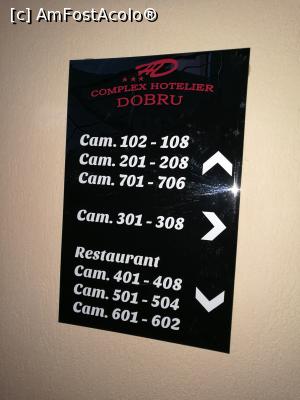 [c] AmFostAcolo®
HD
COMPLEX HOTELIER
DOBRU
Cam. 102 - 108
Cam. 201 - 208
Cam. 701 - 706
Cam. 301 - 308
Restaurant
Cam. 401 - 408
Cam. 501 - 504
Cam. 601 - 602